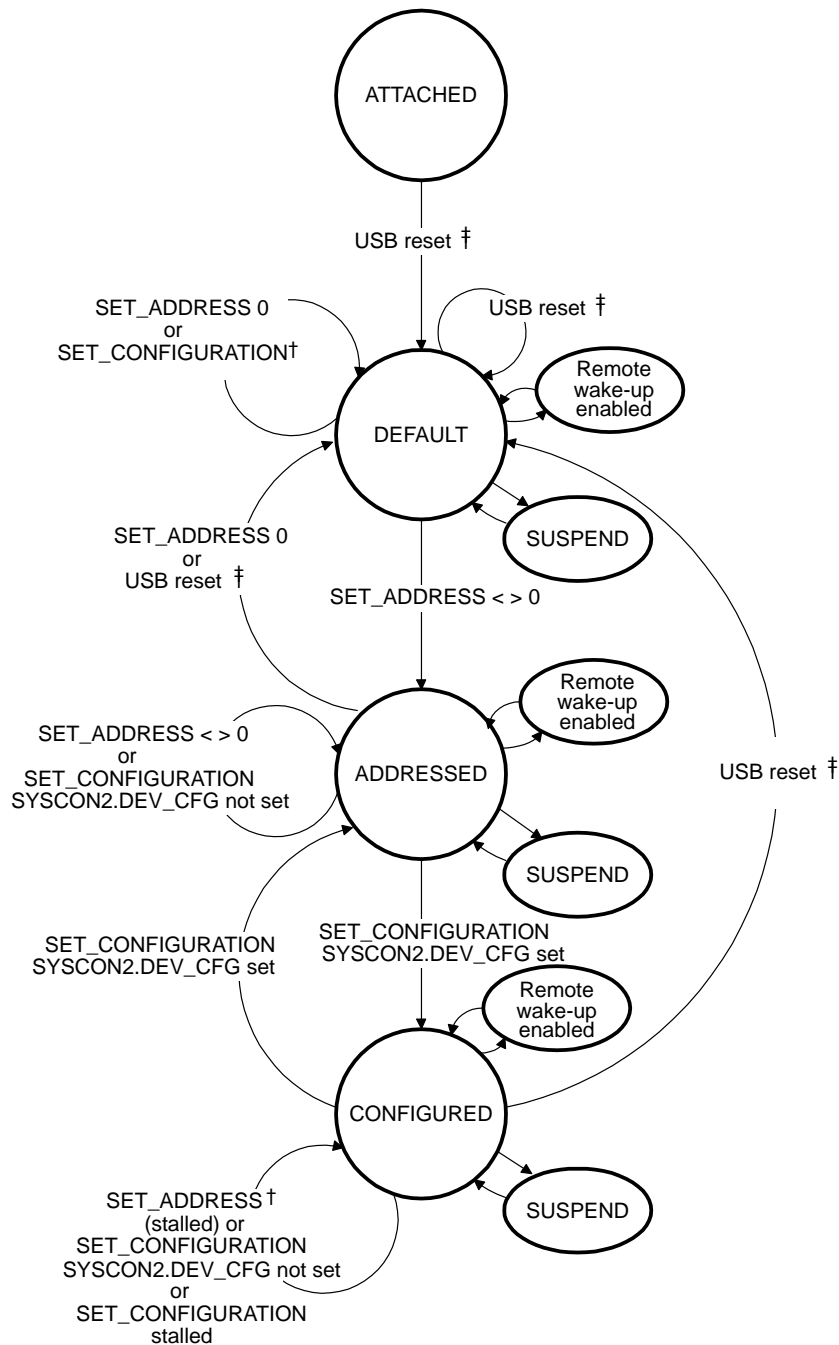 ATTACHED
USB reset ‡
SET_ADDRESS 0
or
SET_CONFIGURATION†
USB reset ‡
Remote
wake-up
enabled
DEFAULT
SUSPEND
SET_ADDRESS 0
or
USB reset ‡
SET_ADDRESS < > 0
Remote
wake-up
enabled
SET_ADDRESS < > 0
or
SET_CONFIGURATION
SYSCON2.DEV_CFG not set
ADDRESSED
USB reset ‡
SUSPEND
SET_CONFIGURATION
SYSCON2.DEV_CFG set
SET_CONFIGURATION
SYSCON2.DEV_CFG set
Remote
wake-up
enabled
CONFIGURED
SUSPEND
SET_ADDRESS†
(stalled) or
SET_CONFIGURATION
SYSCON2.DEV_CFG not set
or
SET_CONFIGURATION
stalled